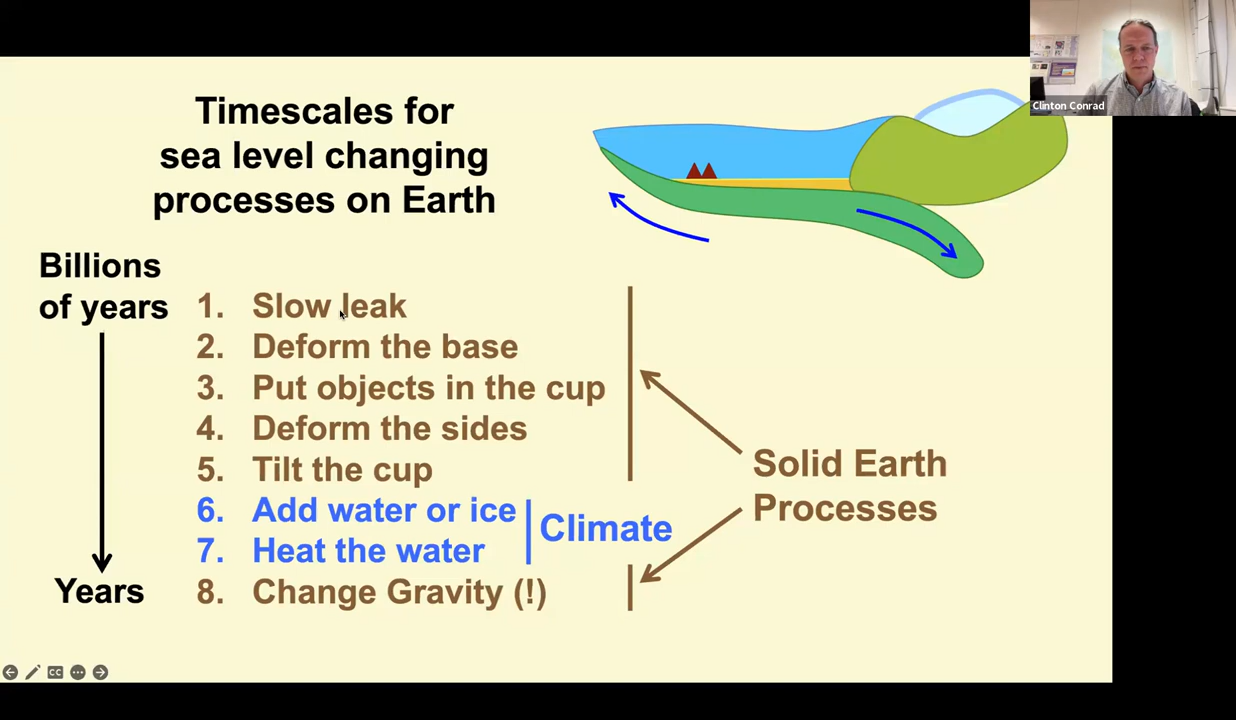 Clinton Conrad
Timescales for
sea level changing
processes on Earth
Billions
of years
1. Slow leak
2. Deform the base
3. Put objects in the cup
4. Deform the sides
5. Tilt the cup
6. Add water or ice
7. Heat the water
8. Change Gravity (!)
Climate
Solid Earth
Processes
Years
CC